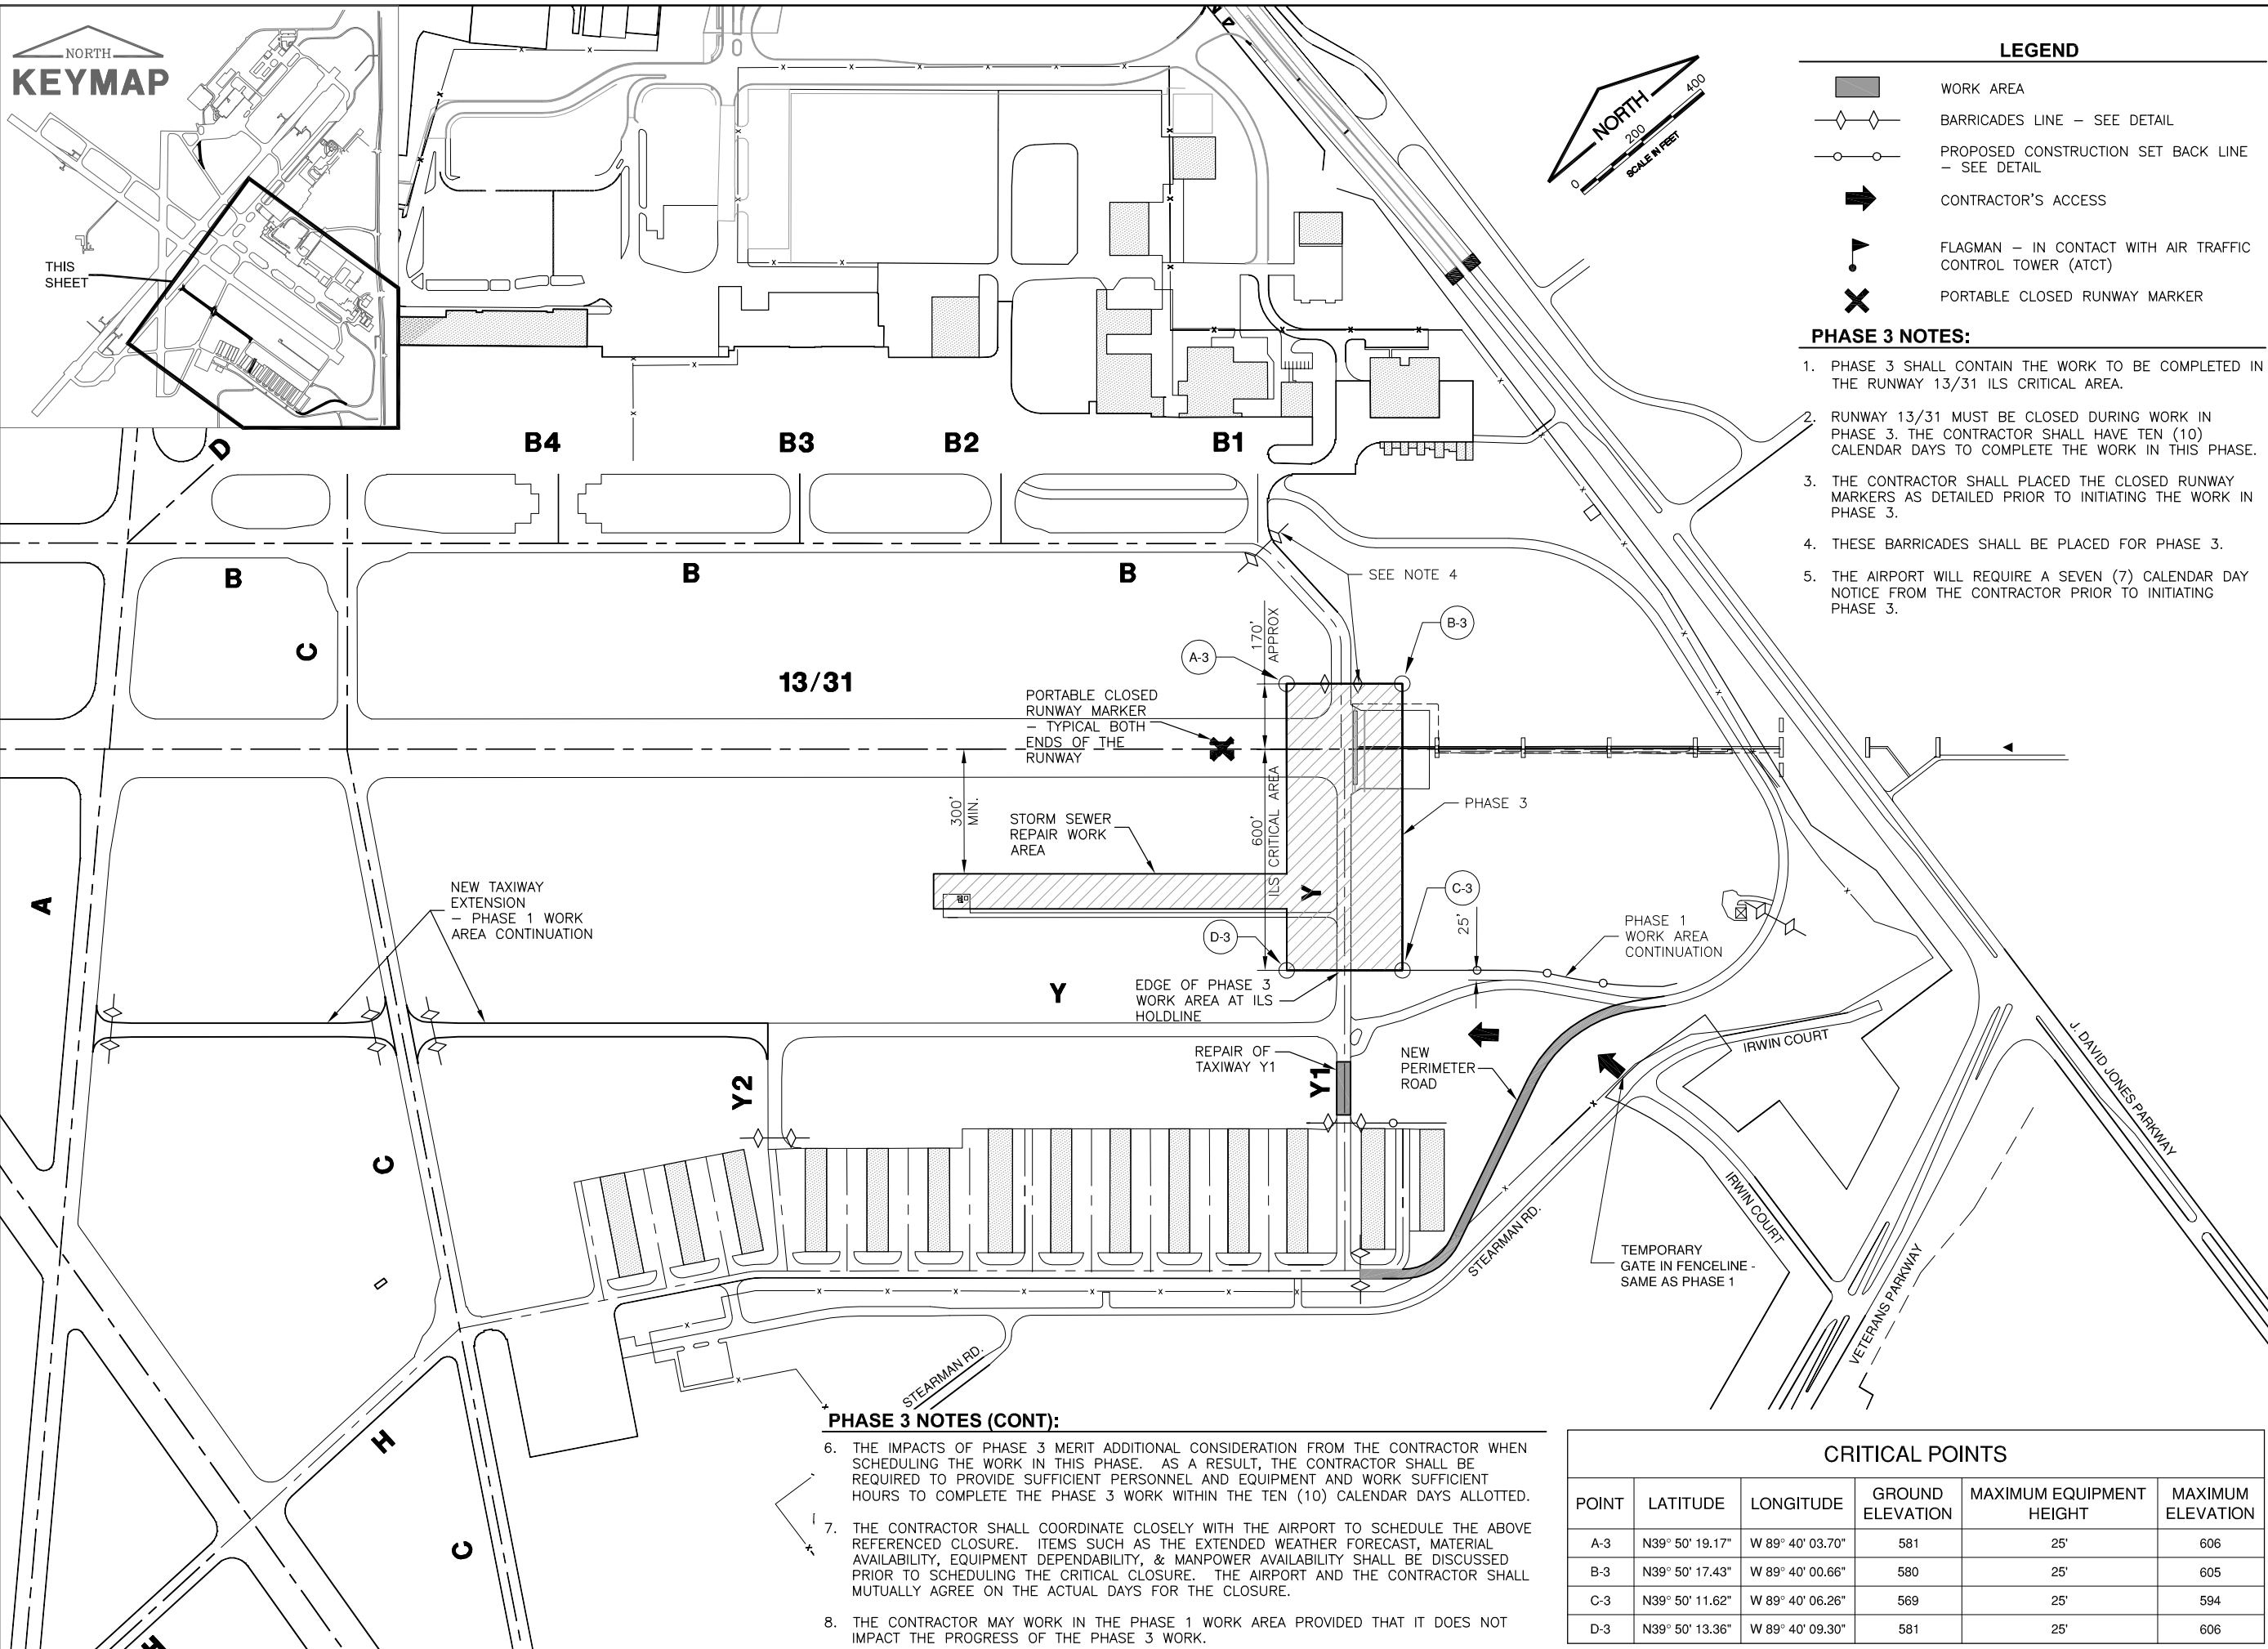 NORTH
KEYMAP
THIS
SHEET
NORTH
0
200
400
SCALE IN FEET
LEGEND
WORK AREA
BARRICADES LINE – SEE DETAIL
PROPOSED CONSTRUCTION SET BACK LINE
– SEE DETAIL
CONTRACTOR'S ACCESS
FLAGMAN – IN CONTACT WITH AIR TRAFFIC
CONTROL TOWER (ATCT)
PORTABLE CLOSED RUNWAY MARKER
PHASE 3 NOTES:
1. PHASE 3 SHALL CONTAIN THE WORK TO BE COMPLETED IN
THE RUNWAY 13/31 ILS CRITICAL AREA.
2. RUNWAY 13/31 MUST BE CLOSED DURING WORK IN
PHASE 3. THE CONTRACTOR SHALL HAVE TEN (10)
CALENDAR DAYS TO COMPLETE THE WORK IN THIS PHASE.
3. THE CONTRACTOR SHALL PLACED THE CLOSED RUNWAY
MARKERS AS DETAILED PRIOR TO INITIATING THE WORK IN
PHASE 3.
4. THESE BARRICADES SHALL BE PLACED FOR PHASE 3.
5. THE AIRPORT WILL REQUIRE A SEVEN (7) CALENDAR DAY
NOTICE FROM THE CONTRACTOR PRIOR TO INITIATING
PHASE 3.
D
B4
B3
B2
B1
B
B
B
SEE NOTE 4
C
170'
APPROX
A-3
B-3
13/31
PORTABLE CLOSED
RUNWAY MARKER
– TYPICAL BOTH
ENDS OF THE
RUNWAY
300'
MIN.
600'
ILS CRITICAL AREA
PHASE 3
STORM SEWER
REPAIR WORK
AREA
A
NEW TAXIWAY
EXTENSION
– PHASE 1 WORK
AREA CONTINUATION
Y
C-3
D-3
25'
PHASE 1
WORK AREA
CONTINUATION
Y
EDGE OF PHASE 3
WORK AREA AT ILS
HOLDLINE
REPAIR OF
TAXIWAY Y1
NEW
PERIMETER
ROAD
IRWIN COURT
J. DAVID JONES PARKWAY
Y2
Y1
C
IRWIN COURT
STEARMAN RD.
TEMPORARY
GATE IN FENCELINE -
SAME AS PHASE 1
VETERANS PARKWAY
STEARMAN RD.
H
C
H
PHASE 3 NOTES (CONT):
6. THE IMPACTS OF PHASE 3 MERIT ADDITIONAL CONSIDERATION FROM THE CONTRACTOR WHEN
SCHEDULING THE WORK IN THIS PHASE. AS A RESULT, THE CONTRACTOR SHALL BE
REQUIRED TO PROVIDE SUFFICIENT PERSONNEL AND EQUIPMENT AND WORK SUFFICIENT
HOURS TO COMPLETE THE PHASE 3 WORK WITHIN THE TEN (10) CALENDAR DAYS ALLOTTED.
7. THE CONTRACTOR SHALL COORDINATE CLOSELY WITH THE AIRPORT TO SCHEDULE THE ABOVE
REFERENCED CLOSURE. ITEMS SUCH AS THE EXTENDED WEATHER FORECAST, MATERIAL
AVAILABILITY, EQUIPMENT DEPENDABILITY, & MANPOWER AVAILABILITY SHALL BE DISCUSSED
PRIOR TO SCHEDULING THE CRITICAL CLOSURE. THE AIRPORT AND THE CONTRACTOR SHALL
MUTUALLY AGREE ON THE ACTUAL DAYS FOR THE CLOSURE.
8. THE CONTRACTOR MAY WORK IN THE PHASE 1 WORK AREA PROVIDED THAT IT DOES NOT
IMPACT THE PROGRESS OF THE PHASE 3 WORK.
CRITICAL POINTS
POINT LATITUDE LONGITUDE GROUND ELEVATION MAXIMUM EQUIPMENT HEIGHT MAXIMUM ELEVATION
A-3 N39° 50' 19.17" W 89° 40' 03.70" 581 25' 606
B-3 N39° 50' 17.43" W 89° 40' 00.66" 580 25' 605
C-3 N39° 50' 11.62" W 89° 40' 06.26" 569 25' 594
D-3 N39° 50' 13.36" W 89° 40' 09.30" 581 25' 606